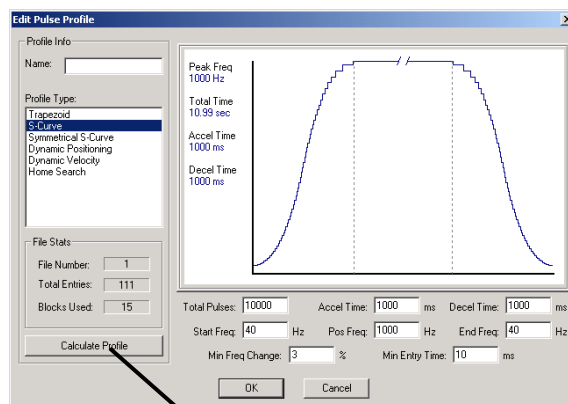 Edit Pulse Profile
Profile Info
Name:
Profile Type:
Trapezoid
S-Curve
Symmetrical S-Curve
Dynamic Positioning
Dynamic Velocity
Home Search
File Stats
File Number: 1
Total Entries: 111
Blocks Used: 15
Calculate Profile
Peak Freq
1000 Hz
Total Time
10.99 sec
Accel Time
1000 ms
Decel Time
1000 ms
Total Pulses: 10000 Accel Time: 1000 ms Decel Time: 1000 ms
Start Freq: 40 Hz Pos Freq: 1000 Hz End Freq: 40 Hz
Min Freq Change: 3 % Min Entry Time: 10 ms
OK Cancel